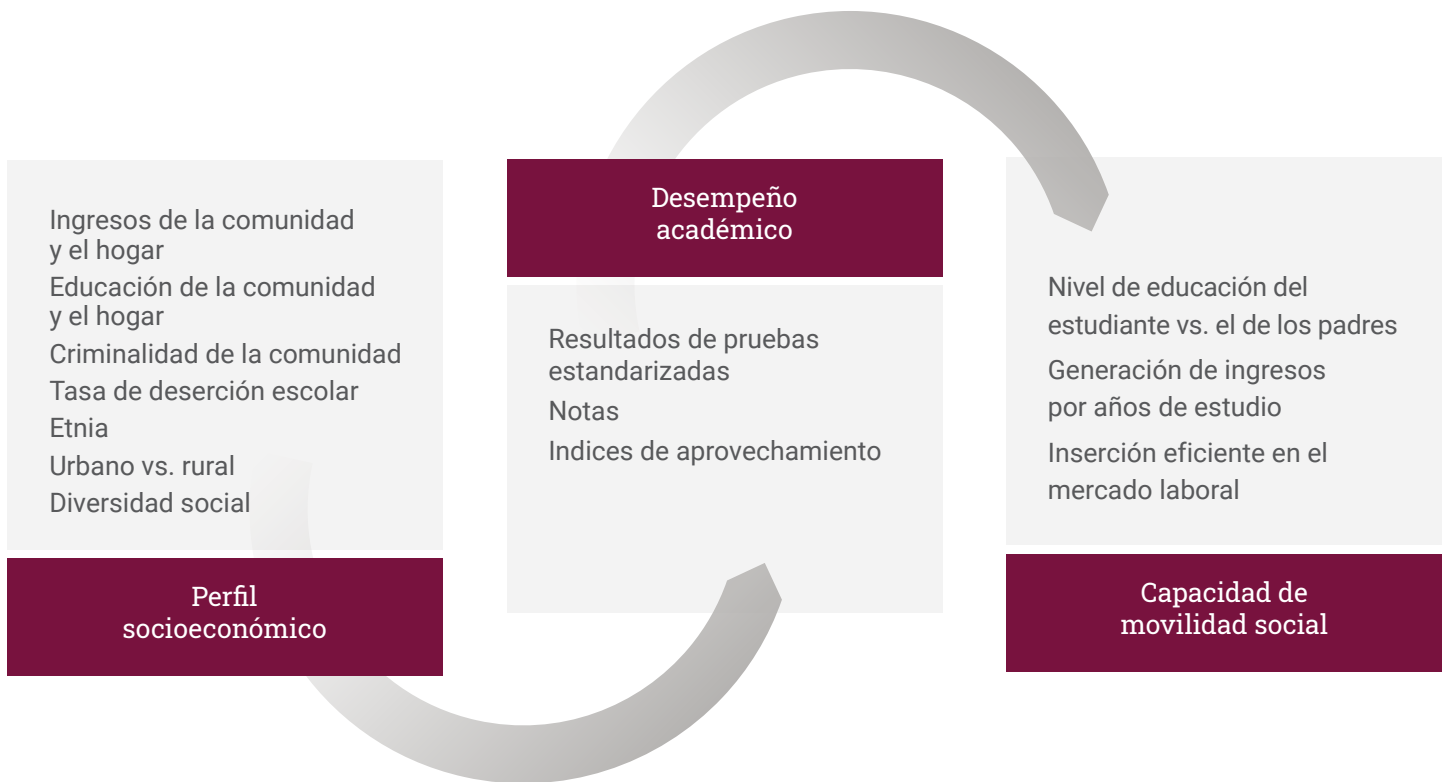 Ingresos de la comunidad
y el hogar
Educación de la comunidad
y el hogar
Criminalidad de la comunidad
Tasa de deserción escolar
Etnia
Urbano vs. rural
Diversidad social
Perfil
socioeconómico
Desempeño
académico
Resultados de pruebas
estandarizadas
Notas
Indices de aprovechamiento
Nivel de educación del
estudiante vs. el de los padres
Generación de ingresos
por años de estudio
Inserción eficiente en el
mercado laboral
Capacidad de
movilidad social